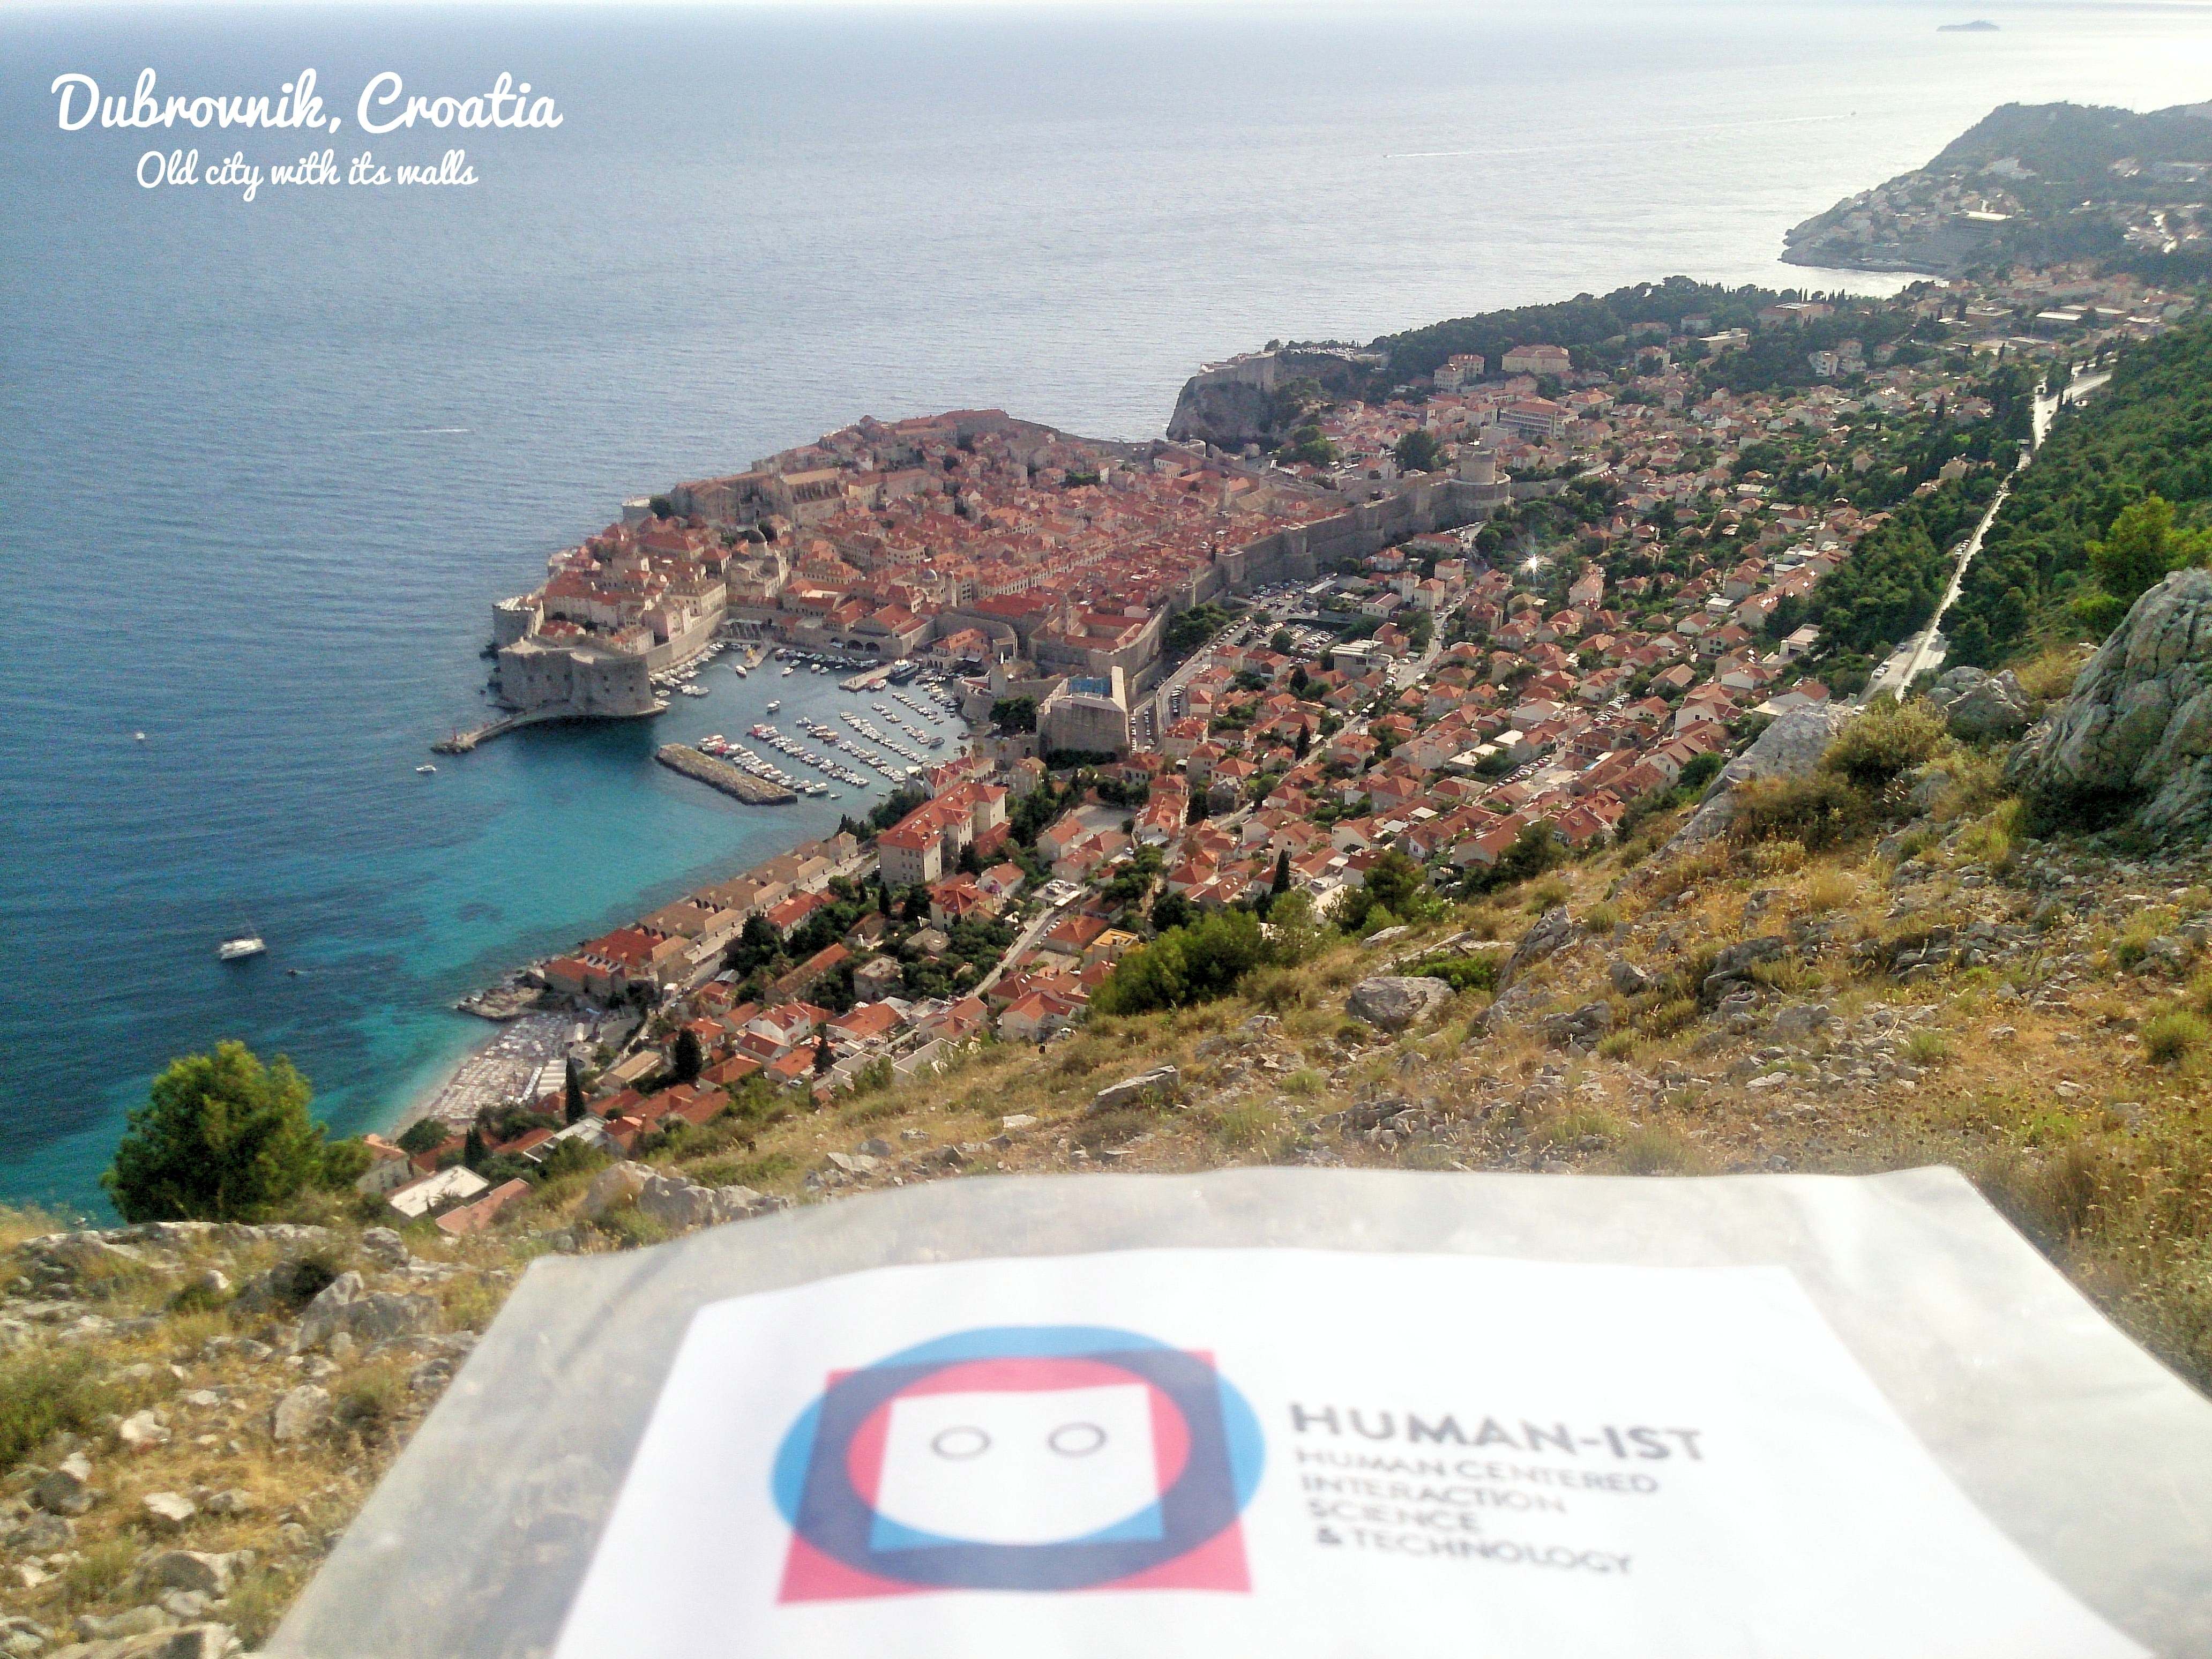 Dubrovnik, Croatia
Old city with its walls
HUMAN-IST
HUMAN CENTERED
INTERACTION
SCIENCE
& TECHNOLOGY